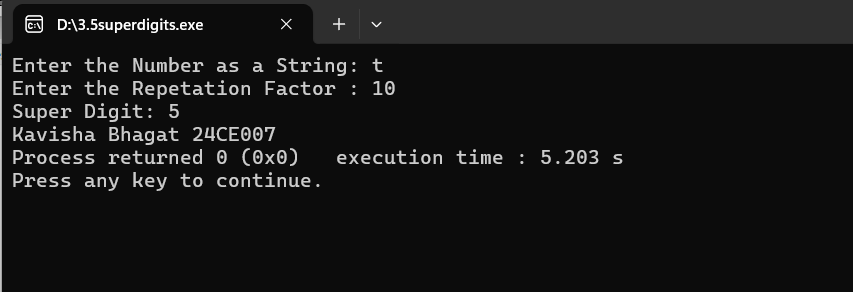 D:\3.5superdigits.exe
Enter the Number as a String: t
Enter the Repetation Factor : 10
Super Digit: 5
Kavisha Bhagat 24CE007
Process returned 0 (0x0)   execution time : 5.203 s
Press any key to continue.